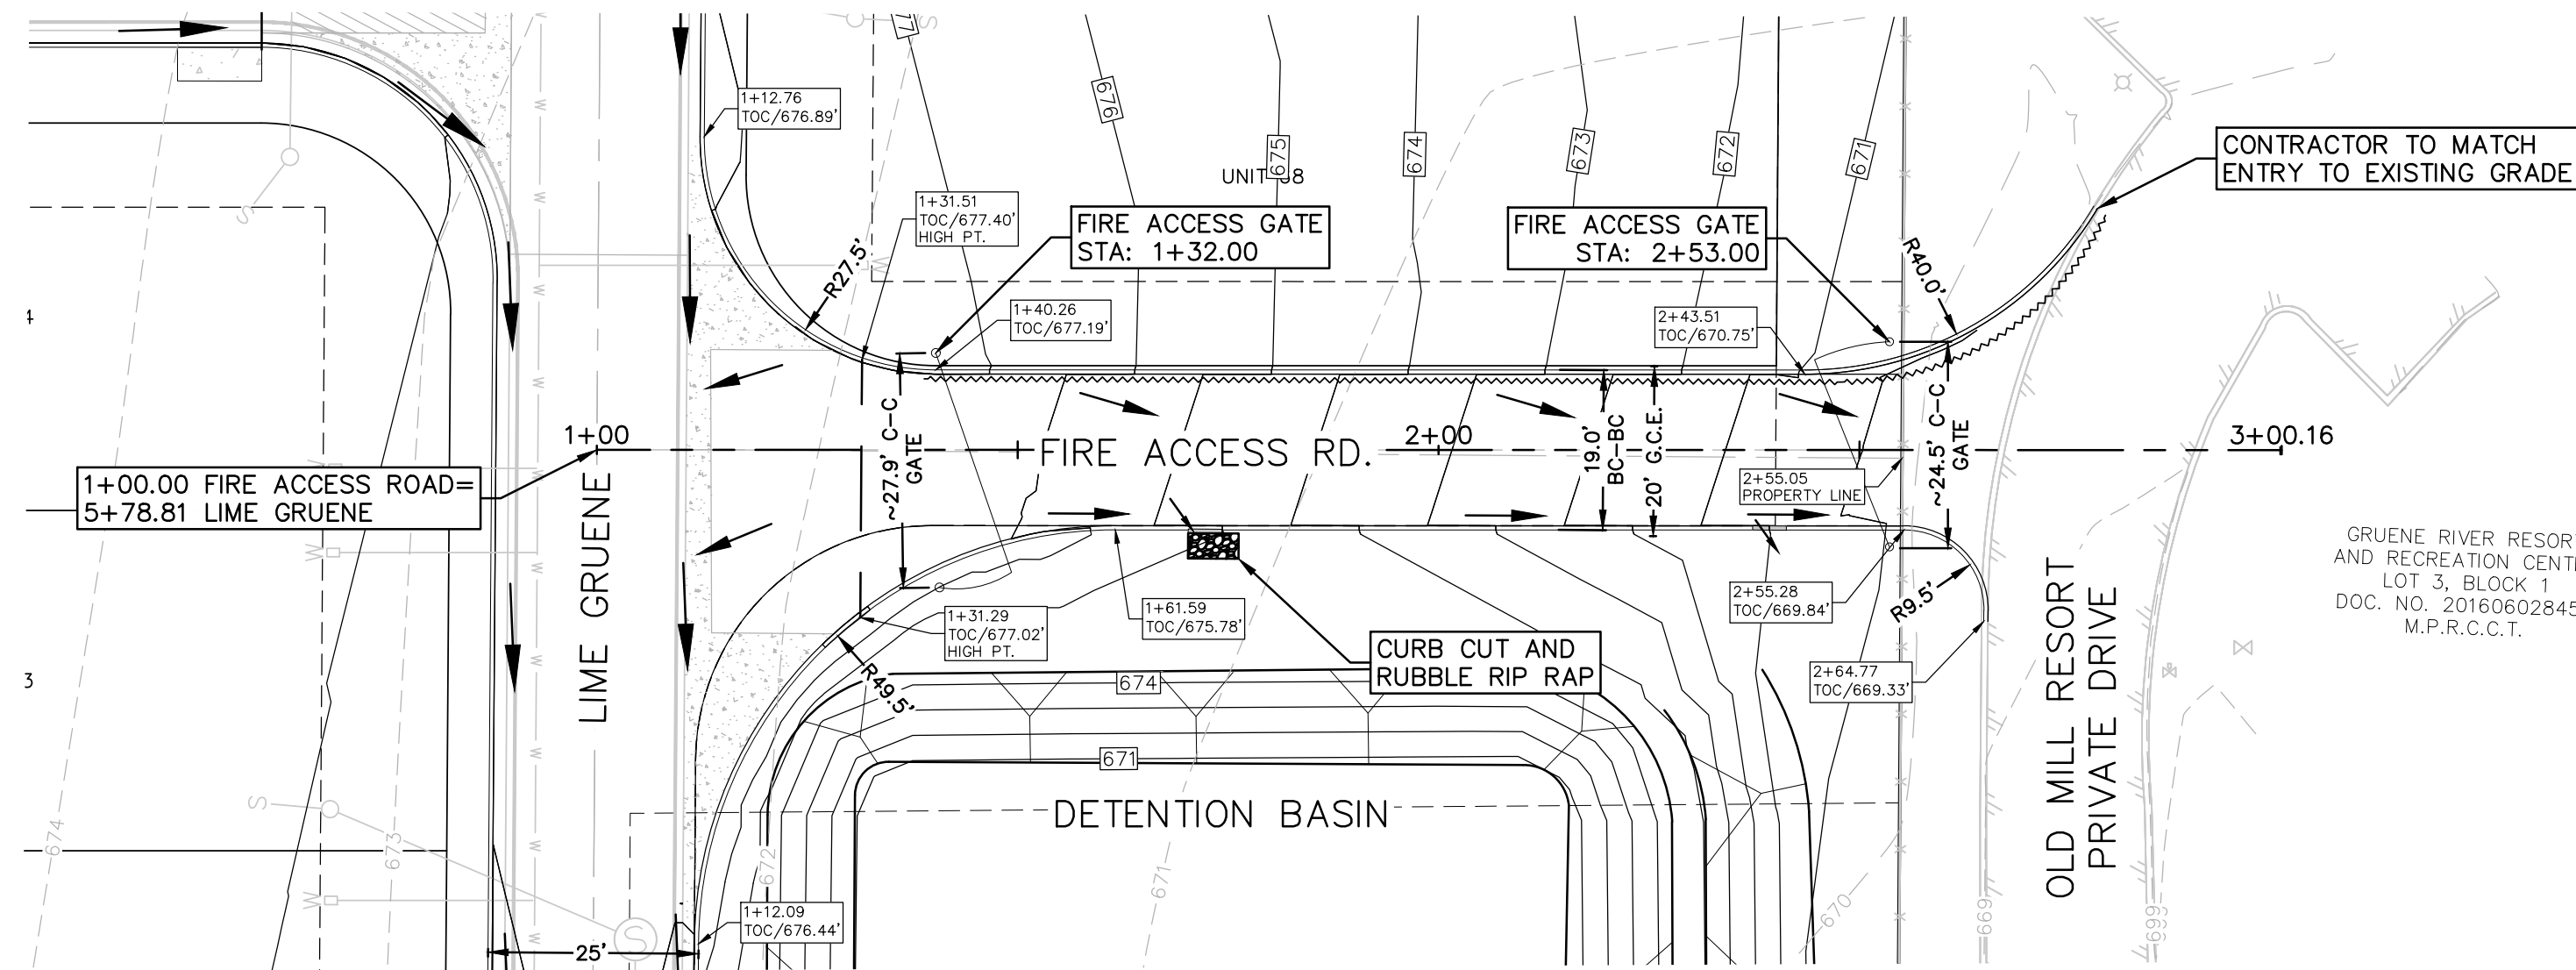 677
S
1+12.76
TOC/676.89'
676
675
674
673
672
671
UNIT 38
CONTRACTOR TO MATCH
ENTRY TO EXISTING GRADE
1+31.51
TOC/677.40'
HIGH PT.
FIRE ACCESS GATE
STA: 1+32.00
FIRE ACCESS GATE
STA: 2+53.00
S
W
R27.5'
R40.0'
4
1+40.26
TOC/677.19'
2+43.51
TOC/670.75'
1+00
FIRE ACCESS RD.
2+00
3+00.16
~27.9' C-C
GATE
19.0'
BC-BC
20' G.C.E.
~24.5' C-C
GATE
1+00.00 FIRE ACCESS ROAD=
5+78.81 LIME GRUENE
2+55.05
PROPERTY LINE
LIME GRUENE
W
GRUENE RIVER RESOR
AND RECREATION CENT
LOT 3, BLOCK 1
DOC. NO. 20160602845
M.P.R.C.C.T.
2+55.28
TOC/669.84'
R9.5'
1+31.29
TOC/677.02'
HIGH PT.
1+61.59
TOC/675.78'
CURB CUT AND
RUBBLE RIP RAP
3
R49.5'
674
2+64.77
TOC/669.33'
OLD MILL RESORT
PRIVATE DRIVE
671
DETENTION BASIN
S
674
673
672
671
670
669
669
W
1+12.09
TOC/676.44'
S
25'